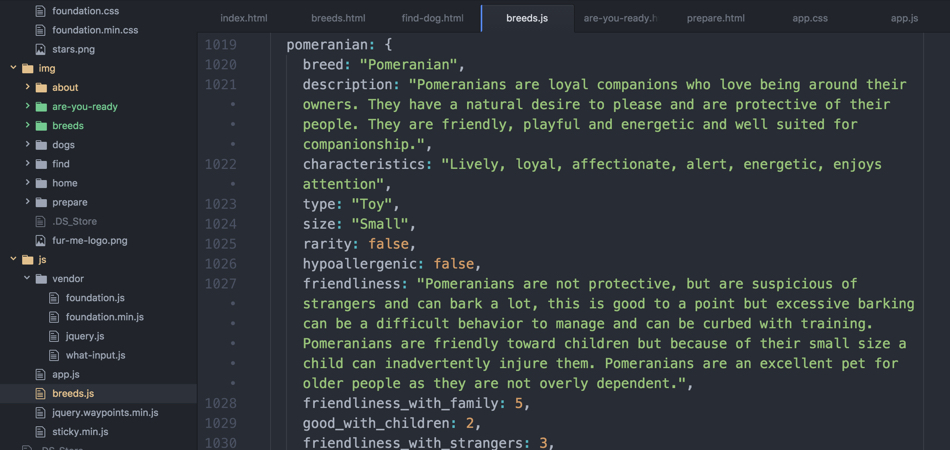 foundation.css
foundation.min.css
stars.png
img
about
are-you-ready
breeds
dogs
find
home
prepare
.DS_Store
fur-me-logo.png
js
vendor
foundation.js
foundation.min.js
jquery.js
what-input.js
app.js
breeds.js
jquery.waypoints.min.js
sticky.min.js
.DS_Store
index.html
breeds.html
find-dog.html
breeds.js
are-you-ready.h
prepare.html
app.css
app.js
1019 pomeranian: {
1020 breed: "Pomeranian",
1021 description: "Pomeranians are loyal companions who love being around their
owners. They have a natural desire to please and are protective of their
people. They are friendly, playful and energetic and well suited for
companionship.",
1022 characteristics: "Lively, loyal, affectionate, alert, energetic, enjoys
attention",
1023 type: "Toy",
1024 size: "Small",
1025 rarity: false,
1026 hypoallergenic: false,
1027 friendliness: "Pomeranians are not protective, but are suspicious of
strangers and can bark a lot, this is good to a point but excessive barking
can be a difficult behavior to manage and can be curbed with training.
Pomeranians are friendly toward children but because of their small size a
child can inadvertently injure them. Pomeranians are an excellent pet for
older people as they are not overly dependent.",
1028 friendliness_with_family: 5,
1029 good_with_children: 2,
1030 friendliness_with_strangers: 3,